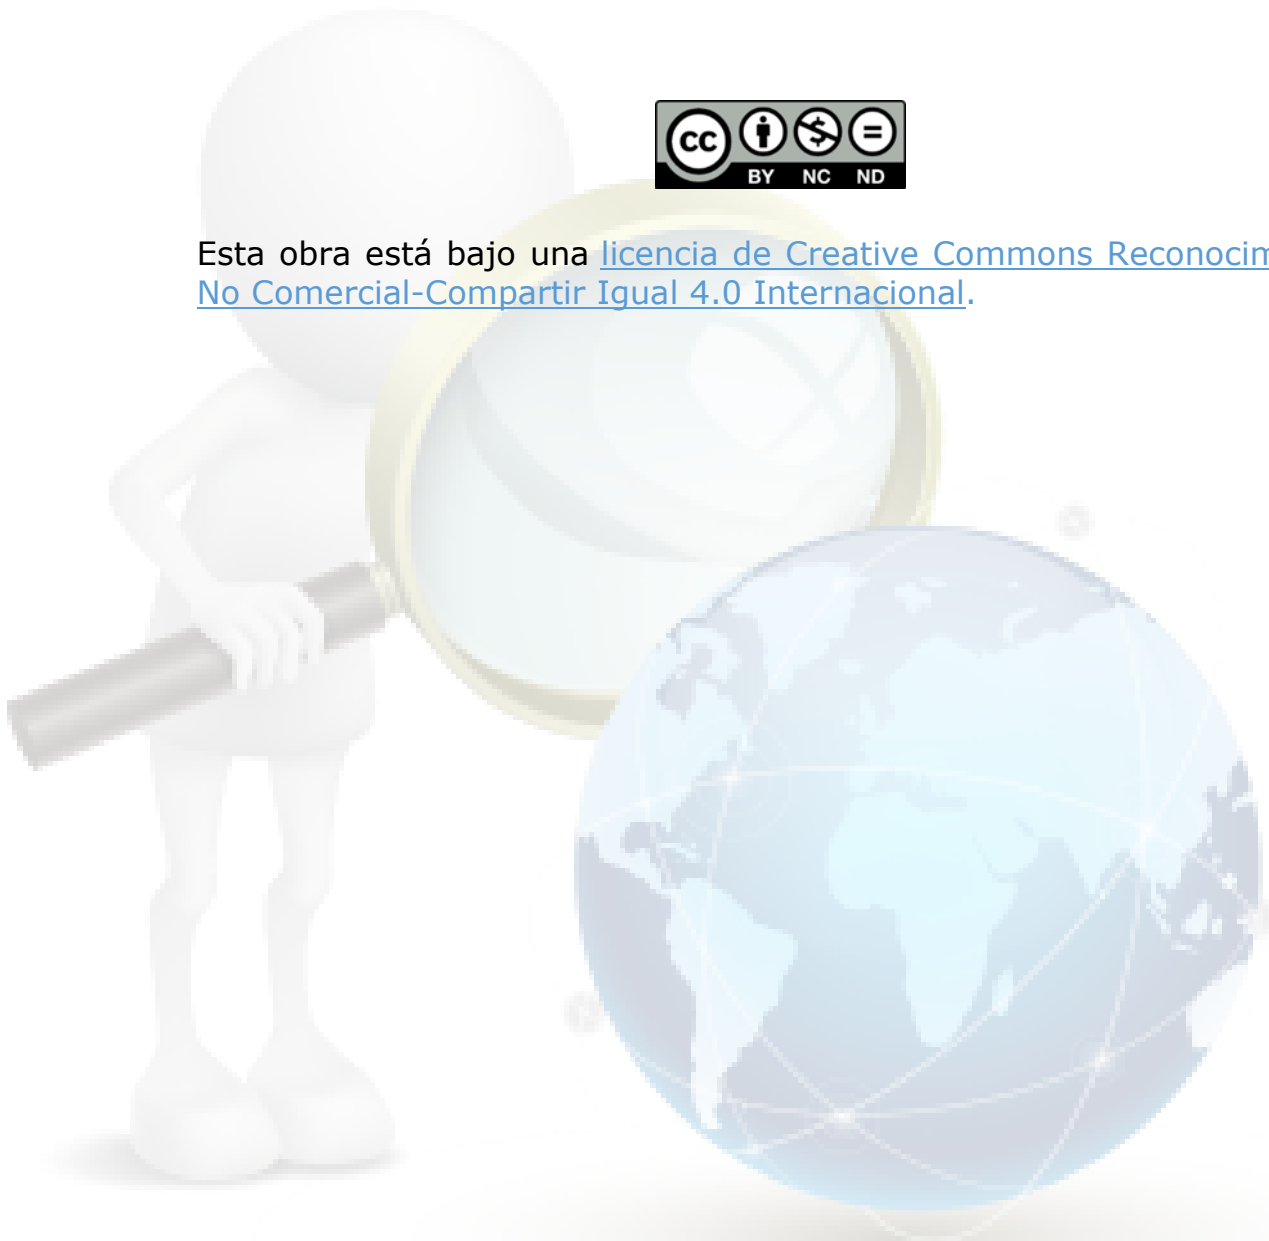 CC BY NC ND
Esta obra está bajo una licencia de Creative Commons Reconocim
No Comercial-Compartir Igual 4.0 Internacional.